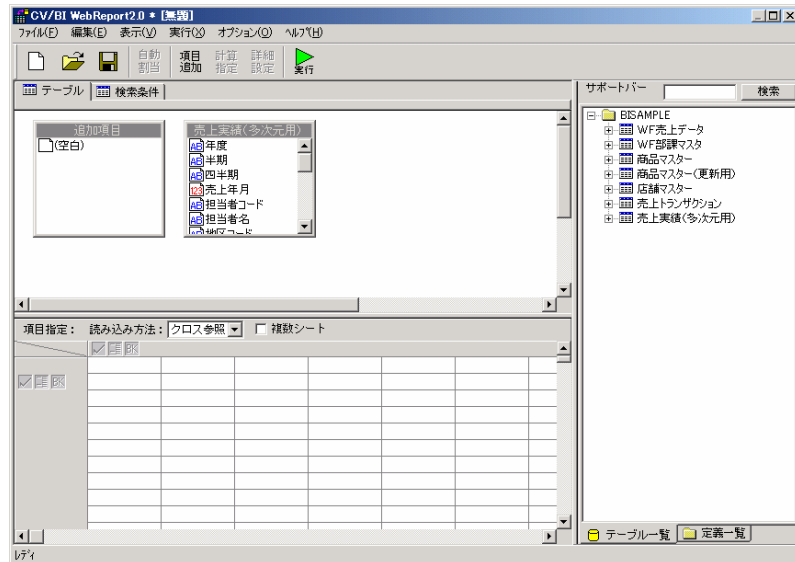 CV/BI WebReport2.0 * [無題]
ファイル(F) 編集(E) 表示(V) 実行(X) オプション(O) ヘルプ(H)
自動割当 項目追加 計算指定 詳細設定 実行
テーブル 検索条件
サポートバー 検索
追加項目
(空白)
売上実績(多次元用)
年度
半期
四半期
売上年月
担当者コード
担当者名
地区コード
BISAMPLE
WF売上データ
WF部課マスタ
商品マスター
商品マスター(更新用)
店舗マスター
売上トランザクション
売上実績(多次元用)
項目指定: 読み込み方法: クロス参照 複数シート
テーブル一覧 定義一覧
レディ